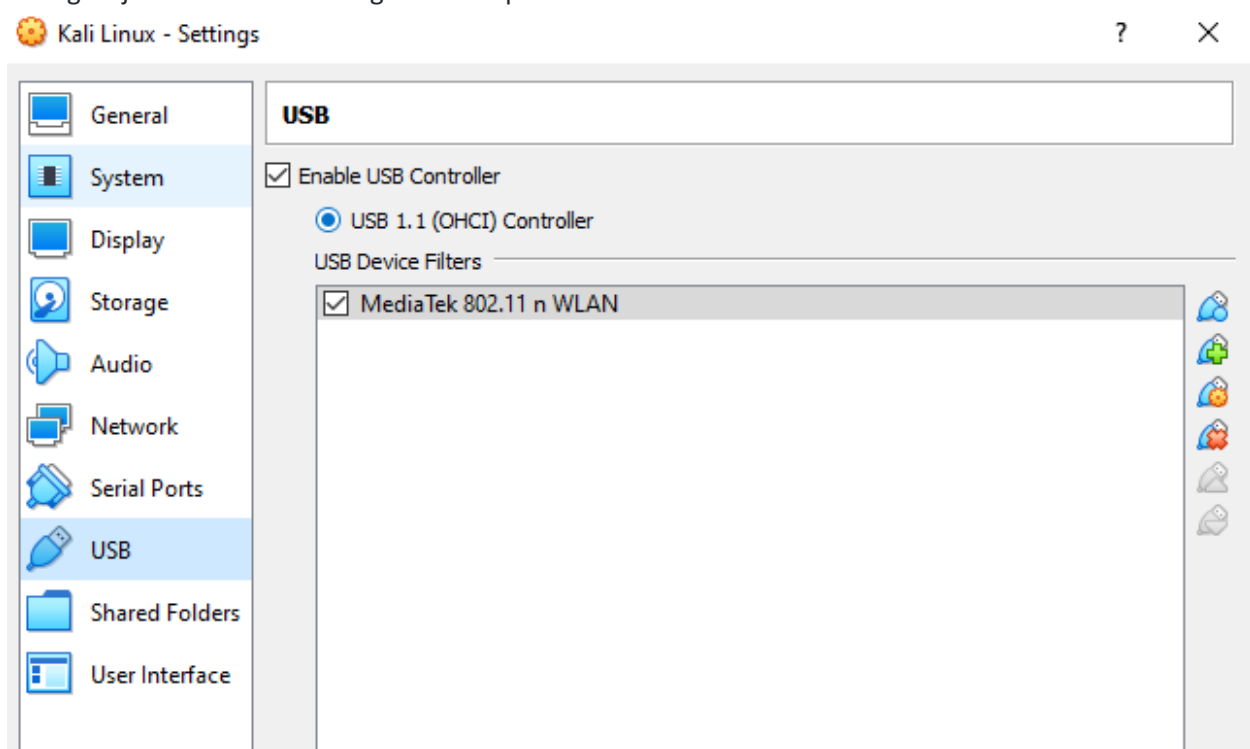 Kali Linux - Settings
?
General
USB
System
Enable USB Controller
USB 1.1 (OHCI) Controller
Display
USB Device Filters
Storage
MediaTek 802.11 n WLAN
Audio
Network
Serial Ports
USB
Shared Folders
User Interface